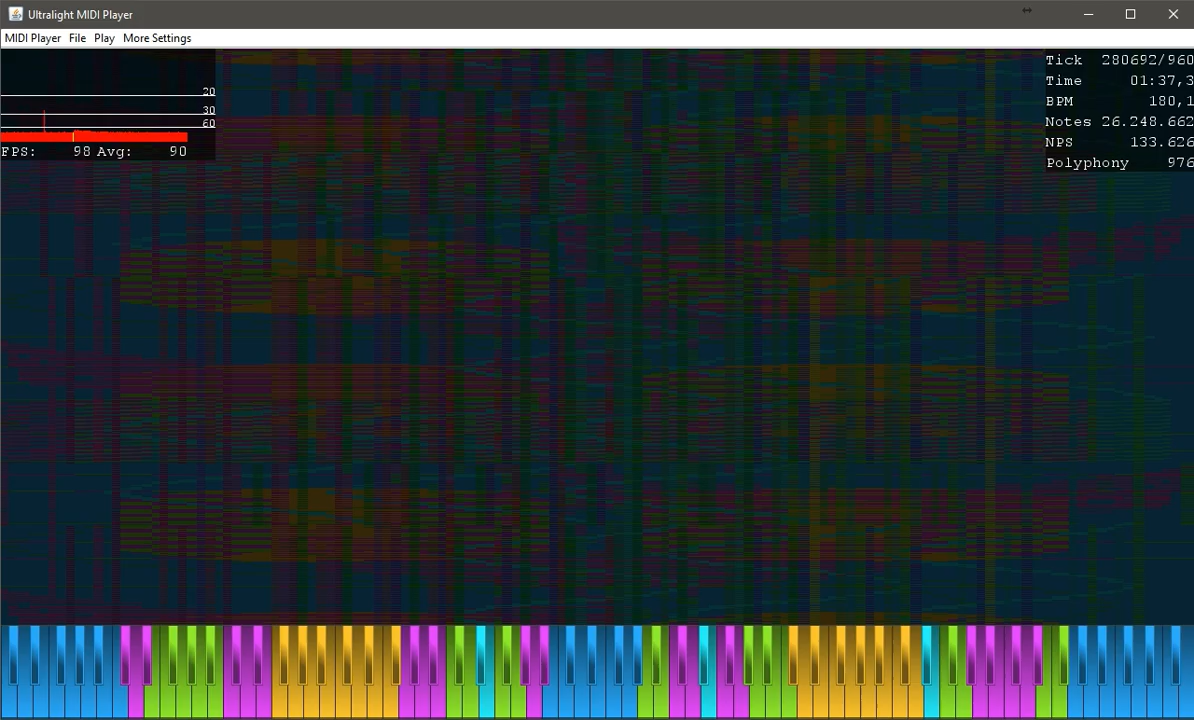 Ultralight MIDI Player
MIDI Player File Play More Settings
20
30
60
FPS: 98 Avg: 90
Tick 280692/960
Time 01:37,3
BPM 180,1
Notes 26.248.662
NPS 133.626
Polyphony 976